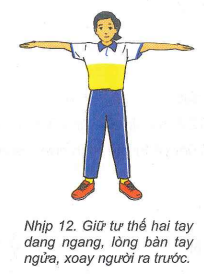 Nhịp 12. Giữ tư thế hai tay
dang ngang, lòng bàn tay
ngửa, xoay người ra trước.